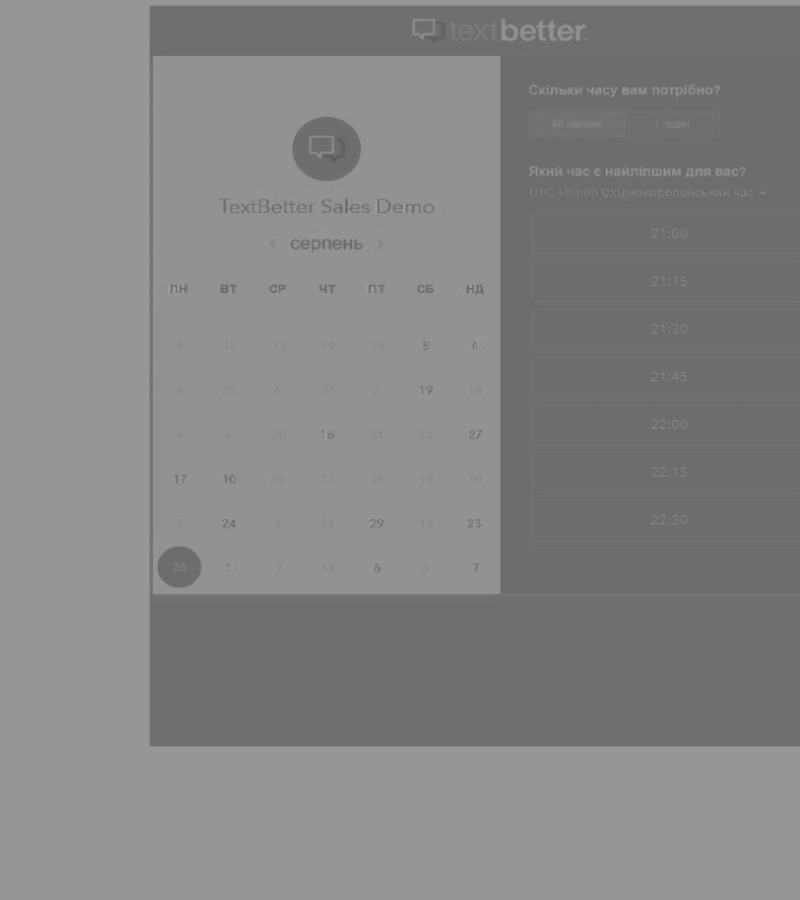 textbetter
TextBetter Sales Demo
‹ серпень ›
ПН ВТ СР ЧТ ПТ СБ НД
9 15 13 19 15 5 4
5 25 6 27 2 19 18
4 6 20 16 31 23 27
17 10 24 23 31 14 10
5 24 1 21 29 14 23
26 1 7 14 6 8 7
Скільки часу вам потрібно?
40 хвилин 1 годин
Який час є найліпшим для вас?
UTC +03:00 Східноєвропейський час
21:00
21:15
21:30
21:45
22:00
22:15
22:30